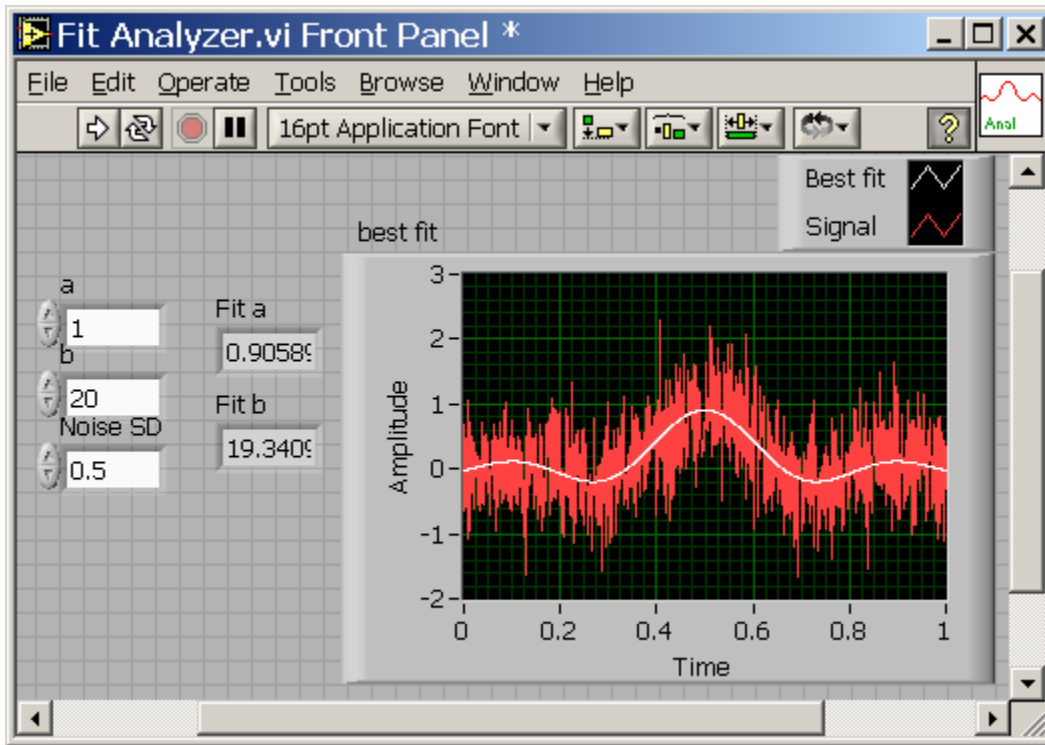 Fit Analyzer.vi Front Panel *
File Edit Operate Tools Browse Window Help
16pt Application Font
?
Anal
Best fit
Signal
best fit
a
1
b
20
Noise SD
0.5
Fit a
0.90589
Fit b
19.3409
Amplitude
3
2
1
0
-1
-2
0 0.2 0.4 0.6 0.8 1
Time